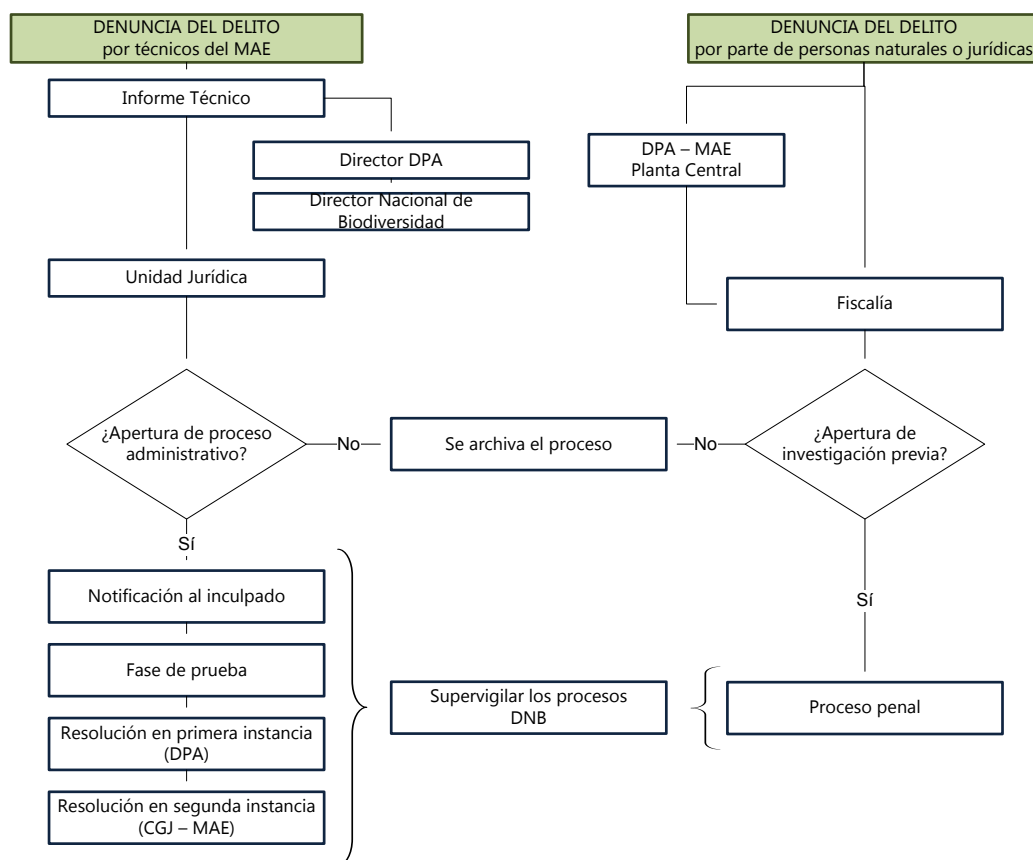 DENUNCIA DEL DELITO
por técnicos del MAE
DENUNCIA DEL DELITO
por parte de personas naturales o jurídicas
Informe Técnico
Director DPA
Director Nacional de
Biodiversidad
DPA – MAE
Planta Central
Unidad Jurídica
Fiscalía
¿Apertura de proceso
administrativo?
No
Se archiva el proceso
No
¿Apertura de
investigación previa?
Sí
Sí
Notificación al inculpado
Fase de prueba
Resolución en primera instancia
(DPA)
Resolución en segunda instancia
(CGJ – MAE)
Supervigilar los procesos
DNB
Proceso penal